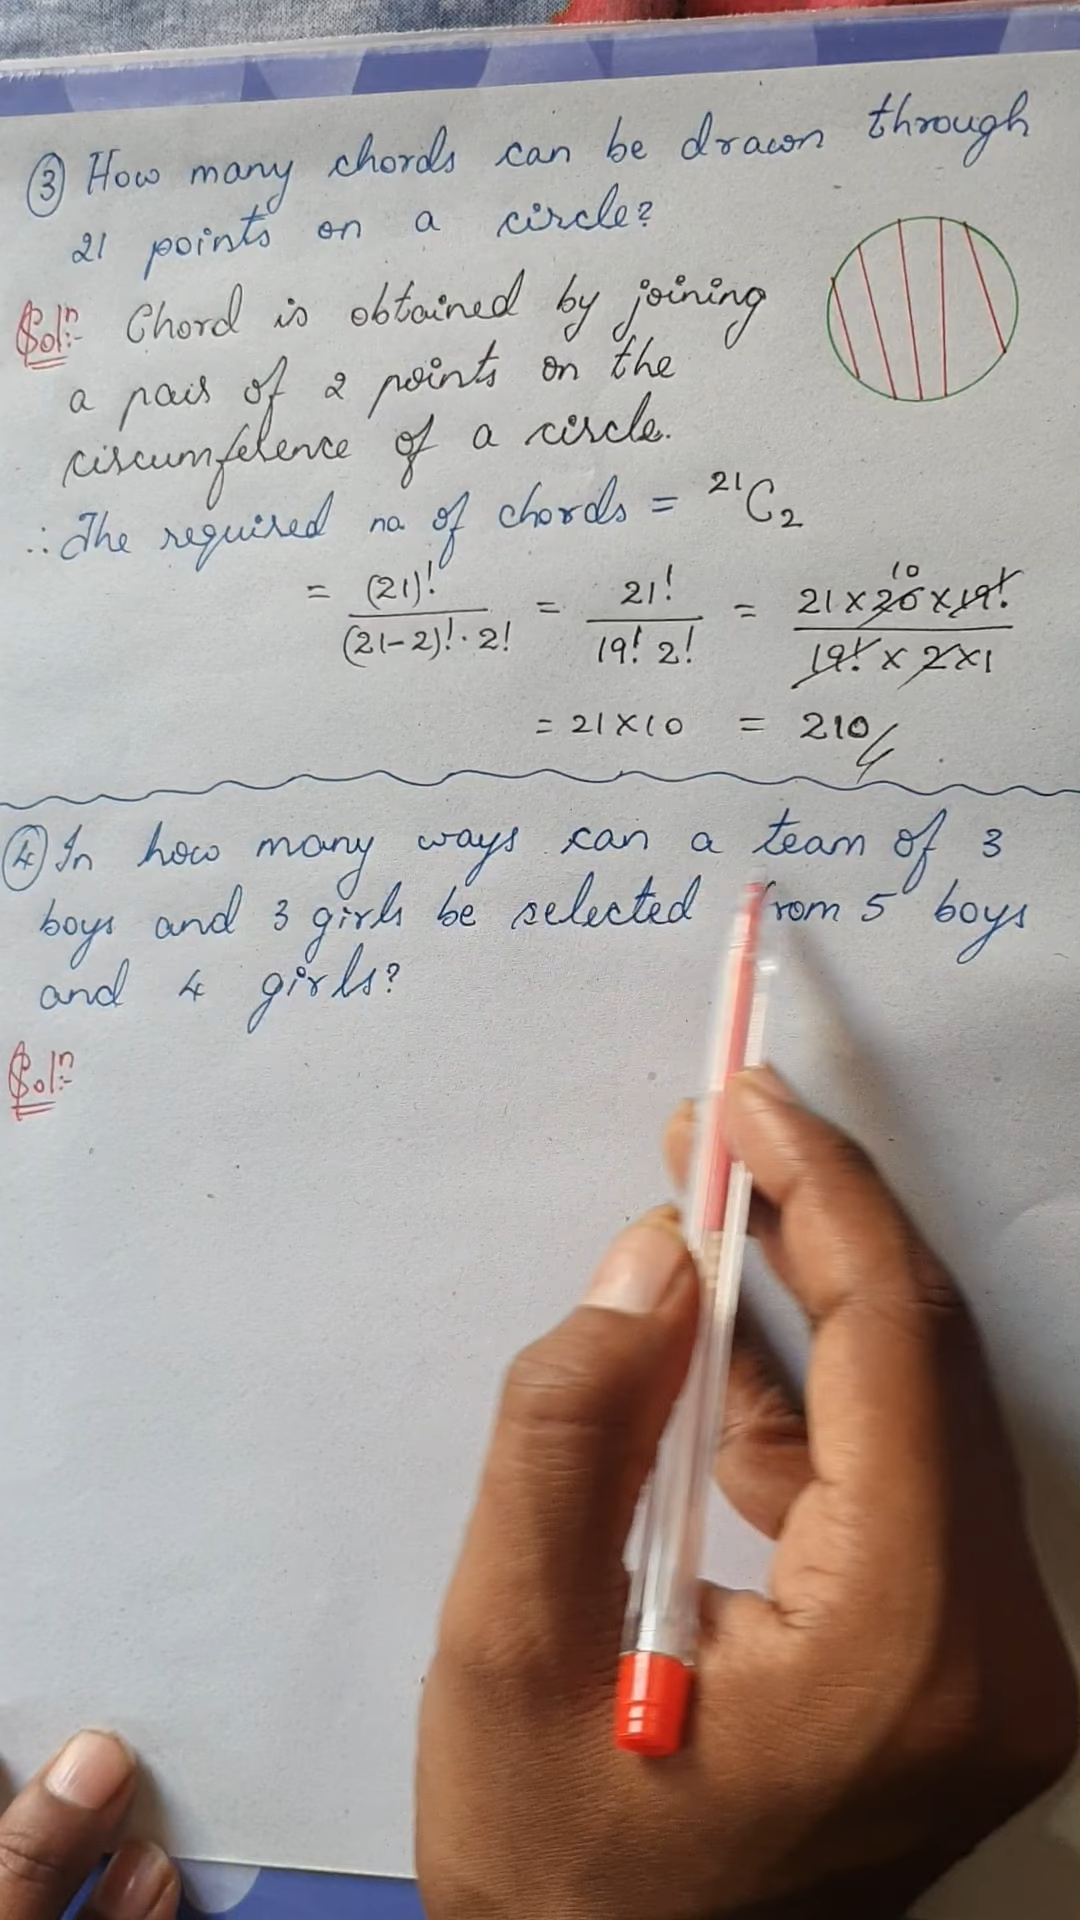 ③ How many chords can be drawn through
21 points on a circle?
Solⁿ:- Chord is obtained by joining
a pair of 2 points on the
circumference of a circle.
∴ The required no. of chords = ²¹C₂
= (21)! / (21-2)! · 2! = 21! / 19! 2! = 21 × 20 × 19! / 19! × 2 × 1
10
= 21 × 10 = 210
④ In how many ways can a team of 3
boys and 3 girls be selected from 5 boys
and 4 girls?
Solⁿ:-